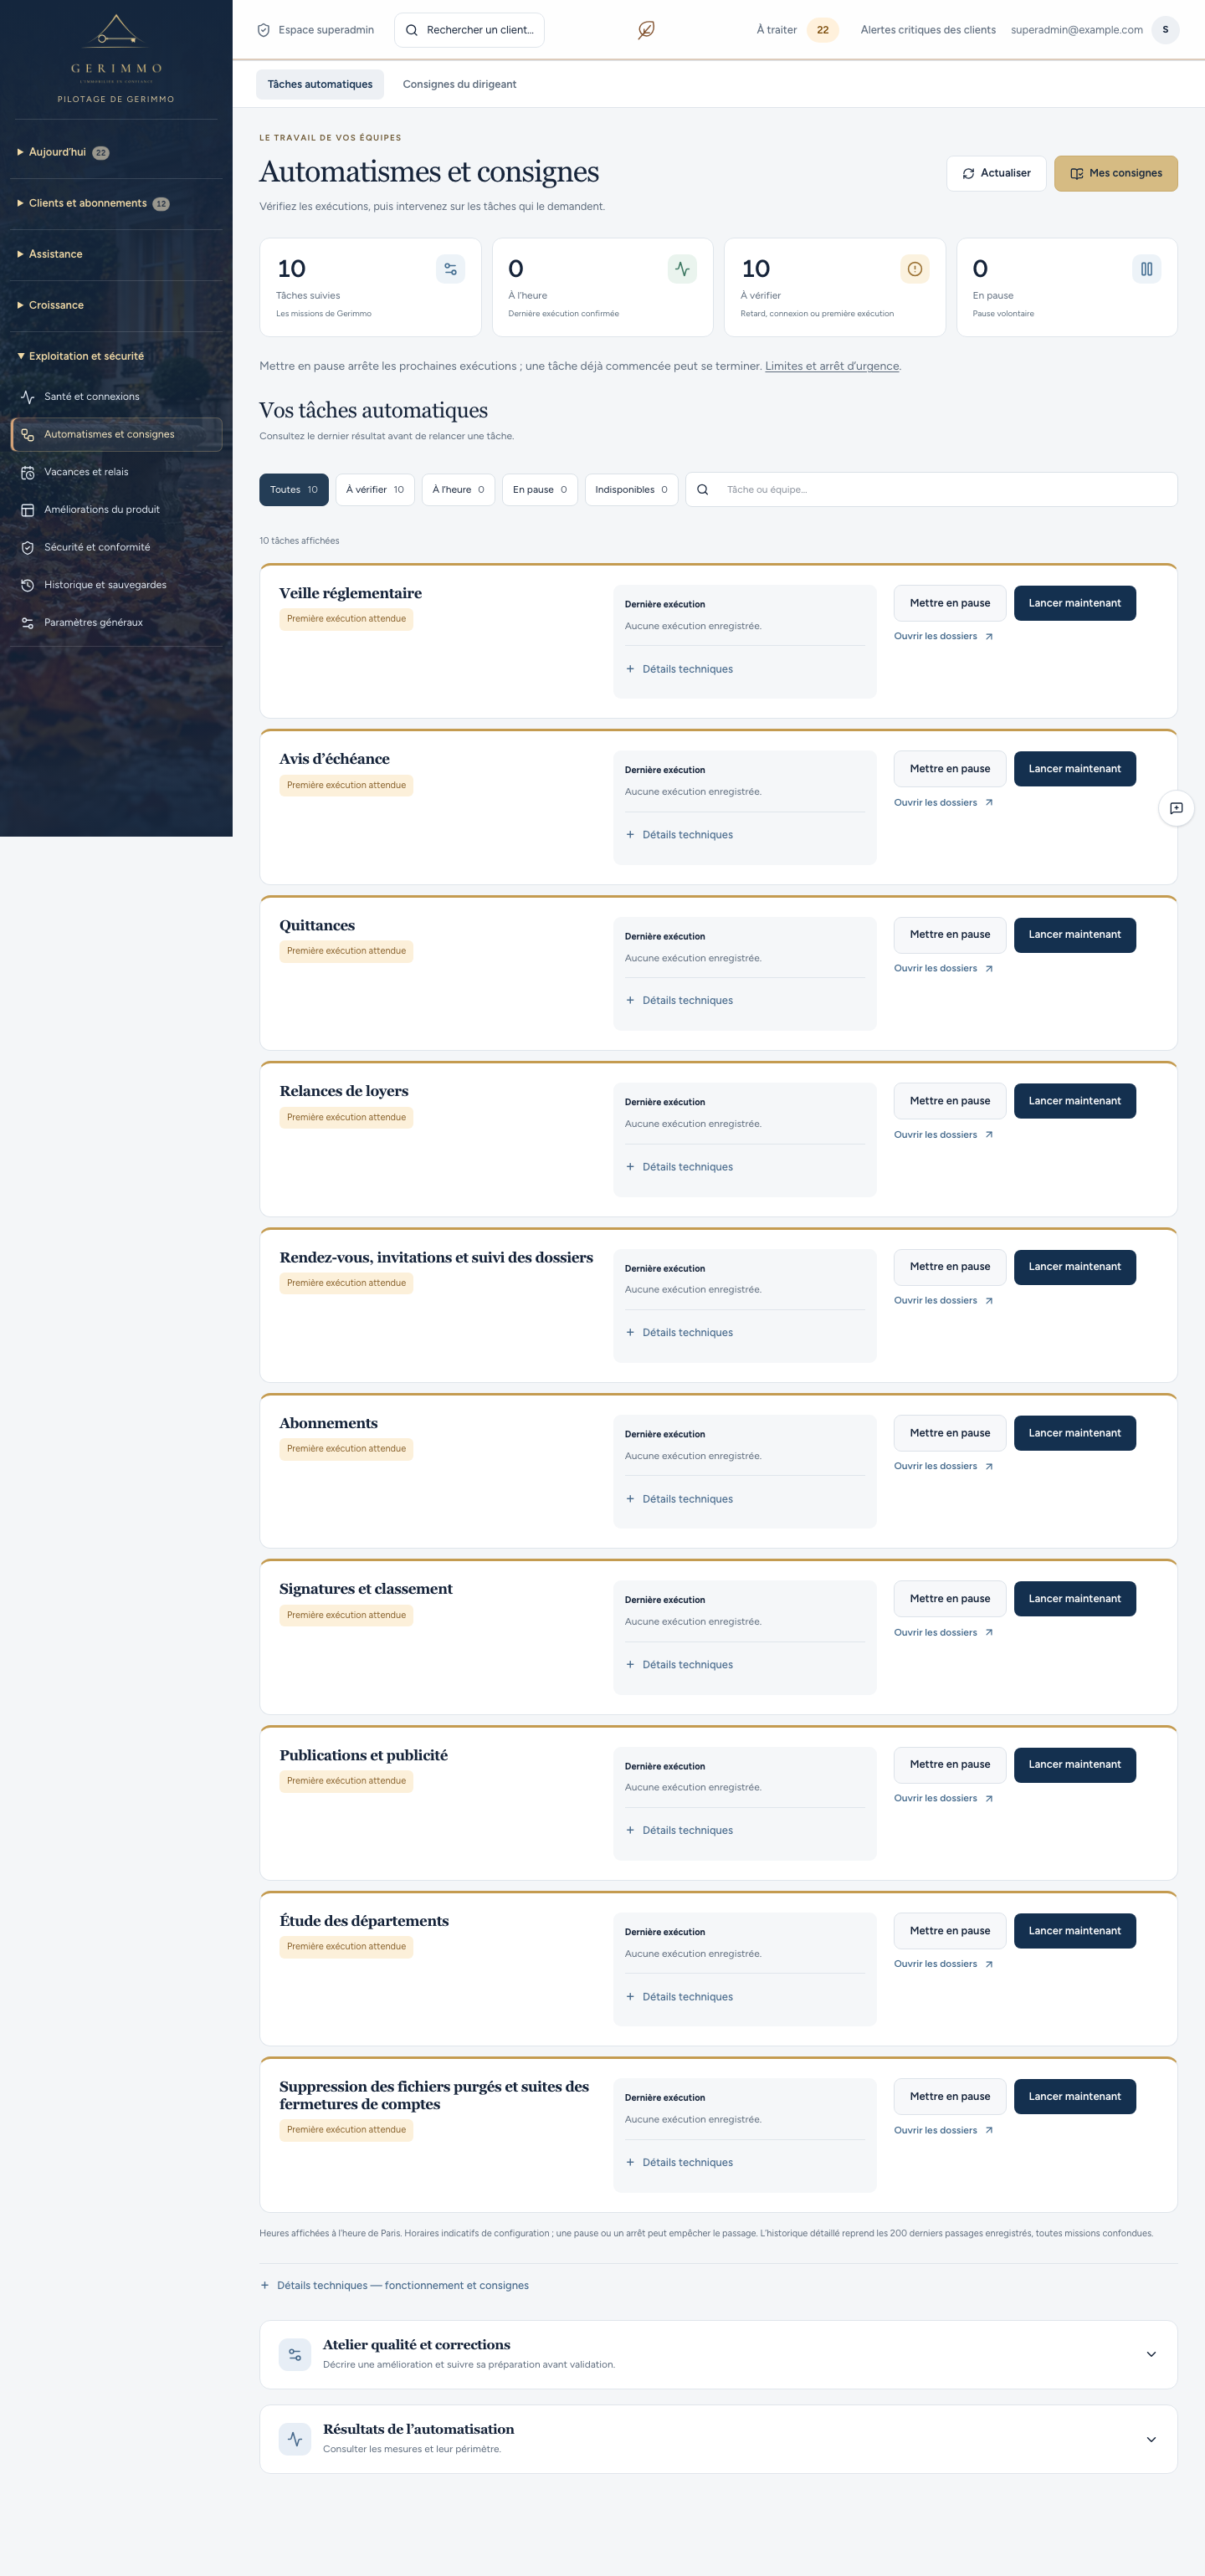 GERIMMO
PILOTAGE DE GERIMMO
Aujourd'hui 22
Clients et abonnements 12
Assistance
Croissance
Exploitation et sécurité
Santé et connexions
Automatismes et consignes
Vacances et relais
Améliorations du produit
Sécurité et conformité
Historique et sauvegardes
Paramètres généraux
Espace superadmin
Rechercher un client...
À traiter 22
Alertes critiques des clients
superadmin@example.com
S
Tâches automatiques
Consignes du dirigeant
LE TRAVAIL DE VOS ÉQUIPES
Automatismes et consignes
Vérifiez les exécutions, puis intervenez sur les tâches qui le demandent.
Actualiser
Mes consignes
10
Tâches suivies
Les missions de Gerimmo
0
À l'heure
Dernière exécution confirmée
10
À vérifier
Retard, connexion ou première exécution
0
En pause
Pause volontaire
Mettre en pause arrête les prochaines exécutions ; une tâche déjà commencée peut se terminer. Limites et arrêt d'urgence.
Vos tâches automatiques
Consultez le dernier résultat avant de relancer une tâche.
Toutes 10
À vérifier 10
À l'heure 0
En pause 0
Indisponibles 0
Tâche ou équipe...
10 tâches affichées
Veille réglementaire
Première exécution attendue
Dernière exécution
Aucune exécution enregistrée.
+ Détails techniques
Mettre en pause
Lancer maintenant
Ouvrir les dossiers
Avis d'échéance
Première exécution attendue
Dernière exécution
Aucune exécution enregistrée.
+ Détails techniques
Mettre en pause
Lancer maintenant
Ouvrir les dossiers
Quittances
Première exécution attendue
Dernière exécution
Aucune exécution enregistrée.
+ Détails techniques
Mettre en pause
Lancer maintenant
Ouvrir les dossiers
Relances de loyers
Première exécution attendue
Dernière exécution
Aucune exécution enregistrée.
+ Détails techniques
Mettre en pause
Lancer maintenant
Ouvrir les dossiers
Rendez-vous, invitations et suivi des dossiers
Première exécution attendue
Dernière exécution
Aucune exécution enregistrée.
+ Détails techniques
Mettre en pause
Lancer maintenant
Ouvrir les dossiers
Abonnements
Première exécution attendue
Dernière exécution
Aucune exécution enregistrée.
+ Détails techniques
Mettre en pause
Lancer maintenant
Ouvrir les dossiers
Signatures et classement
Première exécution attendue
Dernière exécution
Aucune exécution enregistrée.
+ Détails techniques
Mettre en pause
Lancer maintenant
Ouvrir les dossiers
Publications et publicité
Première exécution attendue
Dernière exécution
Aucune exécution enregistrée.
+ Détails techniques
Mettre en pause
Lancer maintenant
Ouvrir les dossiers
Étude des départements
Première exécution attendue
Dernière exécution
Aucune exécution enregistrée.
+ Détails techniques
Mettre en pause
Lancer maintenant
Ouvrir les dossiers
Suppression des fichiers purgés et suites des
fermetures de comptes
Première exécution attendue
Dernière exécution
Aucune exécution enregistrée.
+ Détails techniques
Mettre en pause
Lancer maintenant
Ouvrir les dossiers
Heures affichées à l'heure de Paris. Horaires indicatifs de configuration ; une pause ou un arrêt peut empêcher le passage. L'historique détaillé reprend les 200 derniers passages enregistrés, toutes missions confondues.
+ Détails techniques — fonctionnement et consignes
Atelier qualité et corrections
Décrire une amélioration et suivre sa préparation avant validation.
Résultats de l'automatisation
Consulter les mesures et leur périmètre.